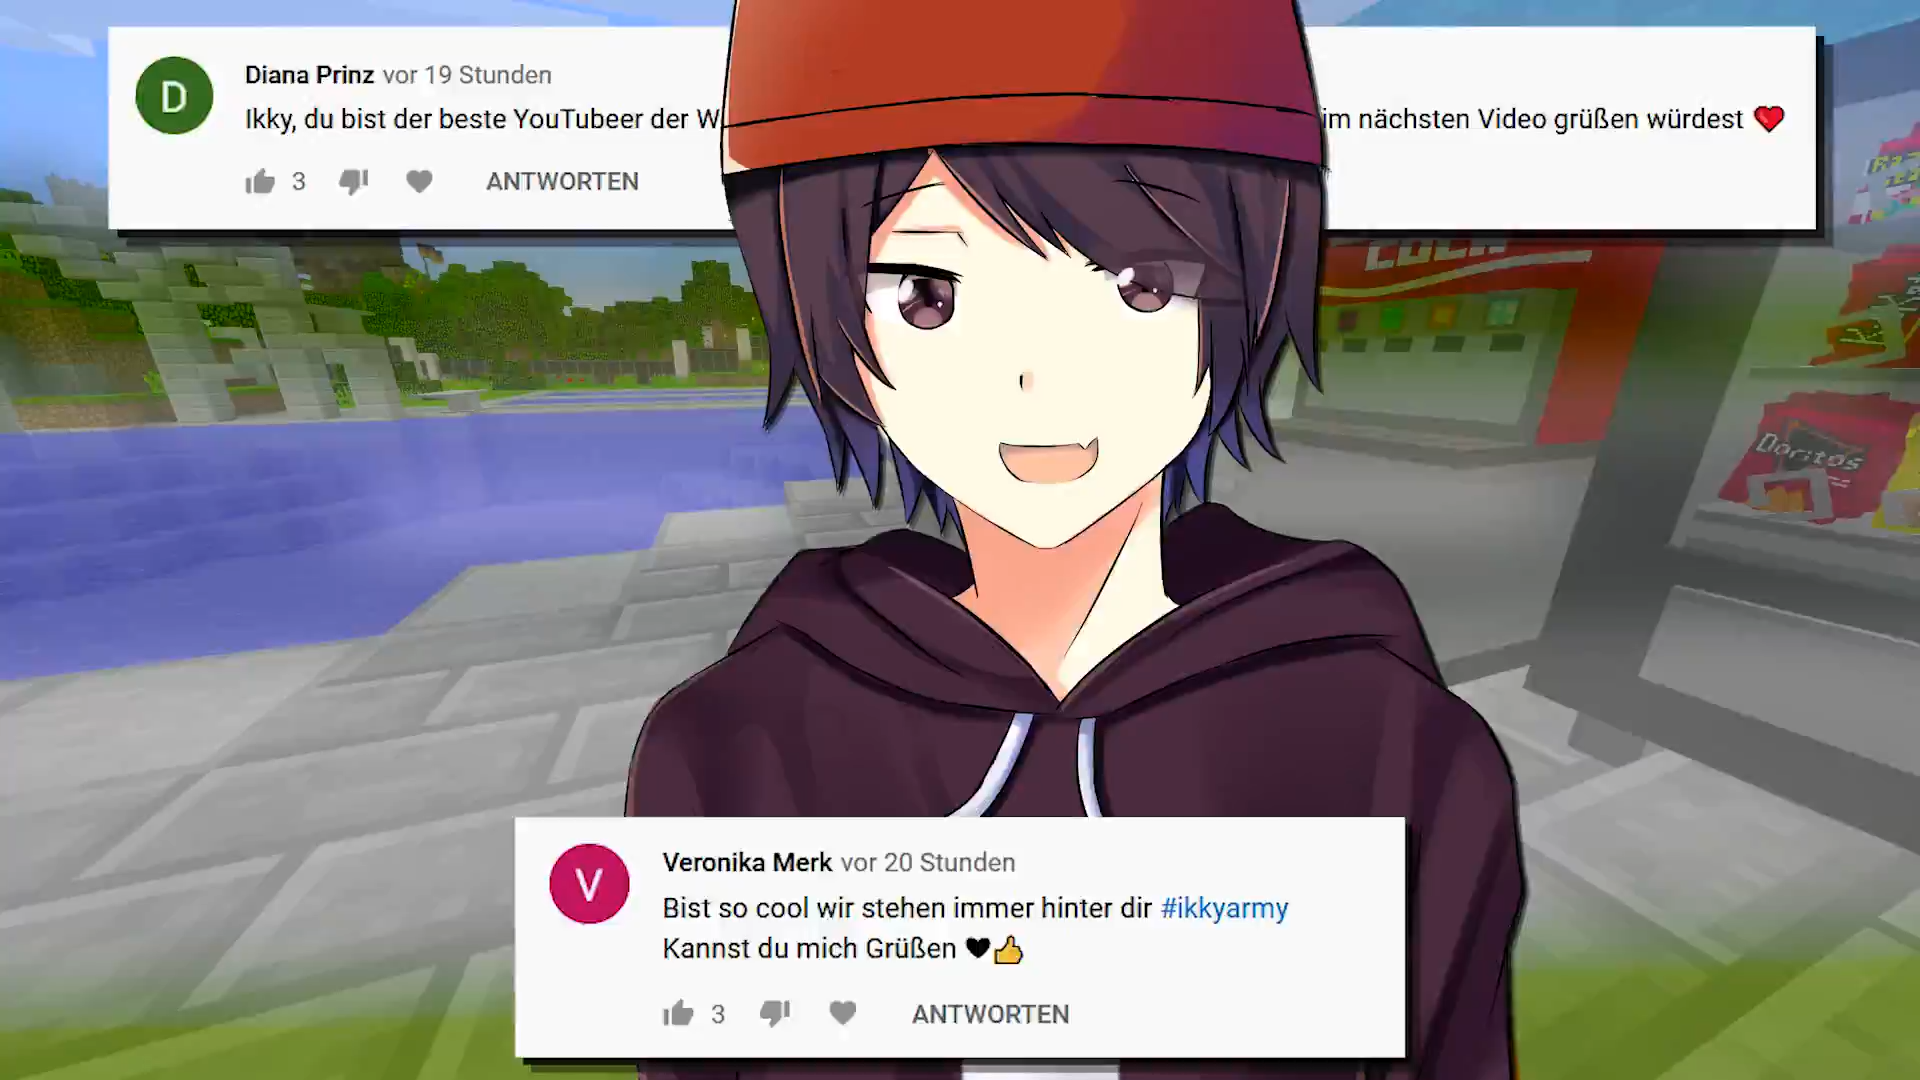 D
Diana Prinz vor 19 Stunden
Ikky, du bist der beste YouTubeer der W
im nächsten Video grüßen würdest ❤
3 ANTWORTEN
Doritos
V
Veronika Merk vor 20 Stunden
Bist so cool wir stehen immer hinter dir #ikkyarmy
Kannst du mich Grüßen 🖤👍
3 ANTWORTEN